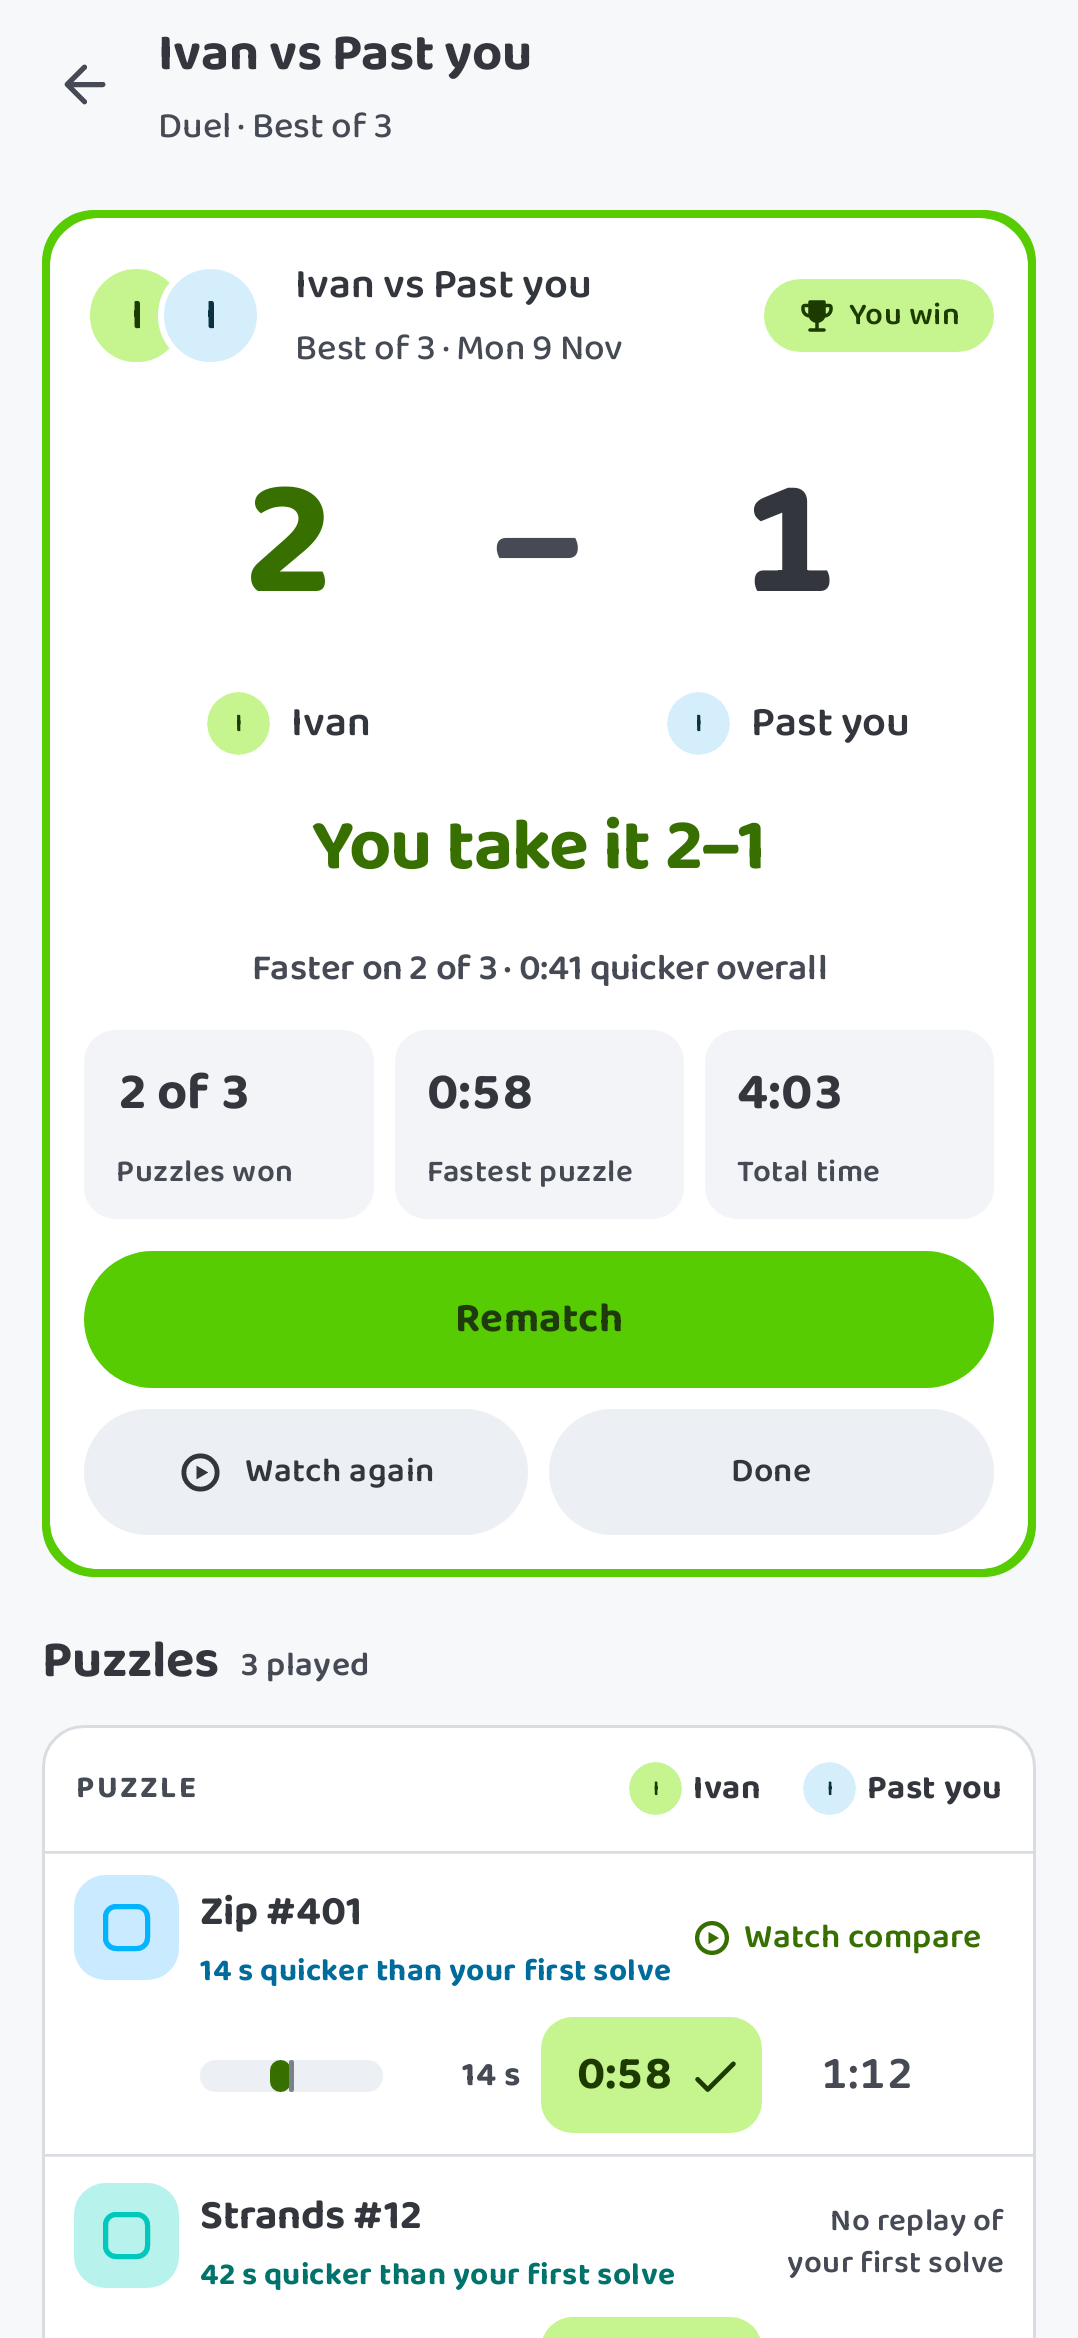 Ivan vs Past you
Duel · Best of 3
I
I
Ivan vs Past you
Best of 3 · Mon 9 Nov
You win
2 – 1
I Ivan
I Past you
You take it 2–1
Faster on 2 of 3 · 0:41 quicker overall
2 of 3
Puzzles won
0:58
Fastest puzzle
4:03
Total time
Rematch
Watch again
Done
Puzzles 3 played
PUZZLE
I Ivan
I Past you
Zip #401
14 s quicker than your first solve
Watch compare
14 s
0:58
1:12
Strands #12
42 s quicker than your first solve
No replay of
your first solve